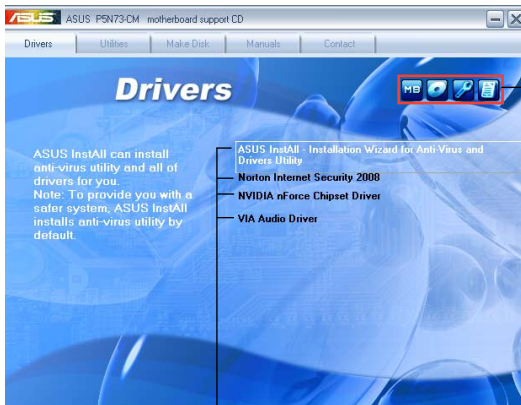 ASUS ASUS P5N73-CM motherboard support CD
Drivers Utilities Make Disk Manuals Contact
Drivers
MB
ASUS InstAll can install
anti-virus utility and all of
drivers for you.
Note: To provide you with a
safer system, ASUS InstAll
installs anti-virus utility by
default.
ASUS InstAll - Installation Wizard for Anti-Virus and
Drivers Utility
Norton Internet Security 2008
NVIDIA nForce Chipset Driver
VIA Audio Driver